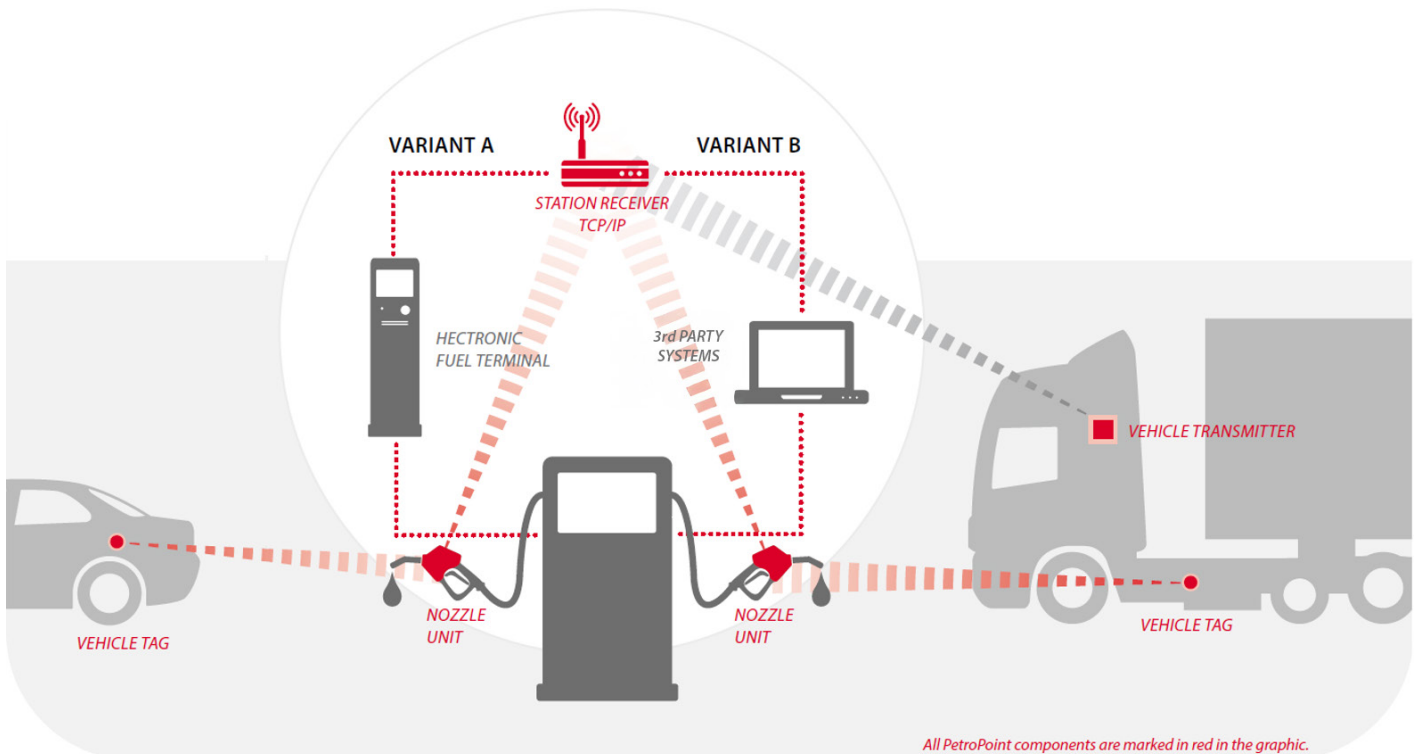 VARIANT A
VARIANT B
STATION RECEIVER
TCP/IP
HECTRONIC
FUEL TERMINAL
3rd PARTY
SYSTEMS
VEHICLE TRANSMITTER
NOZZLE
UNIT
NOZZLE
UNIT
VEHICLE TAG
VEHICLE TAG
All PetroPoint components are marked in red in the graphic.